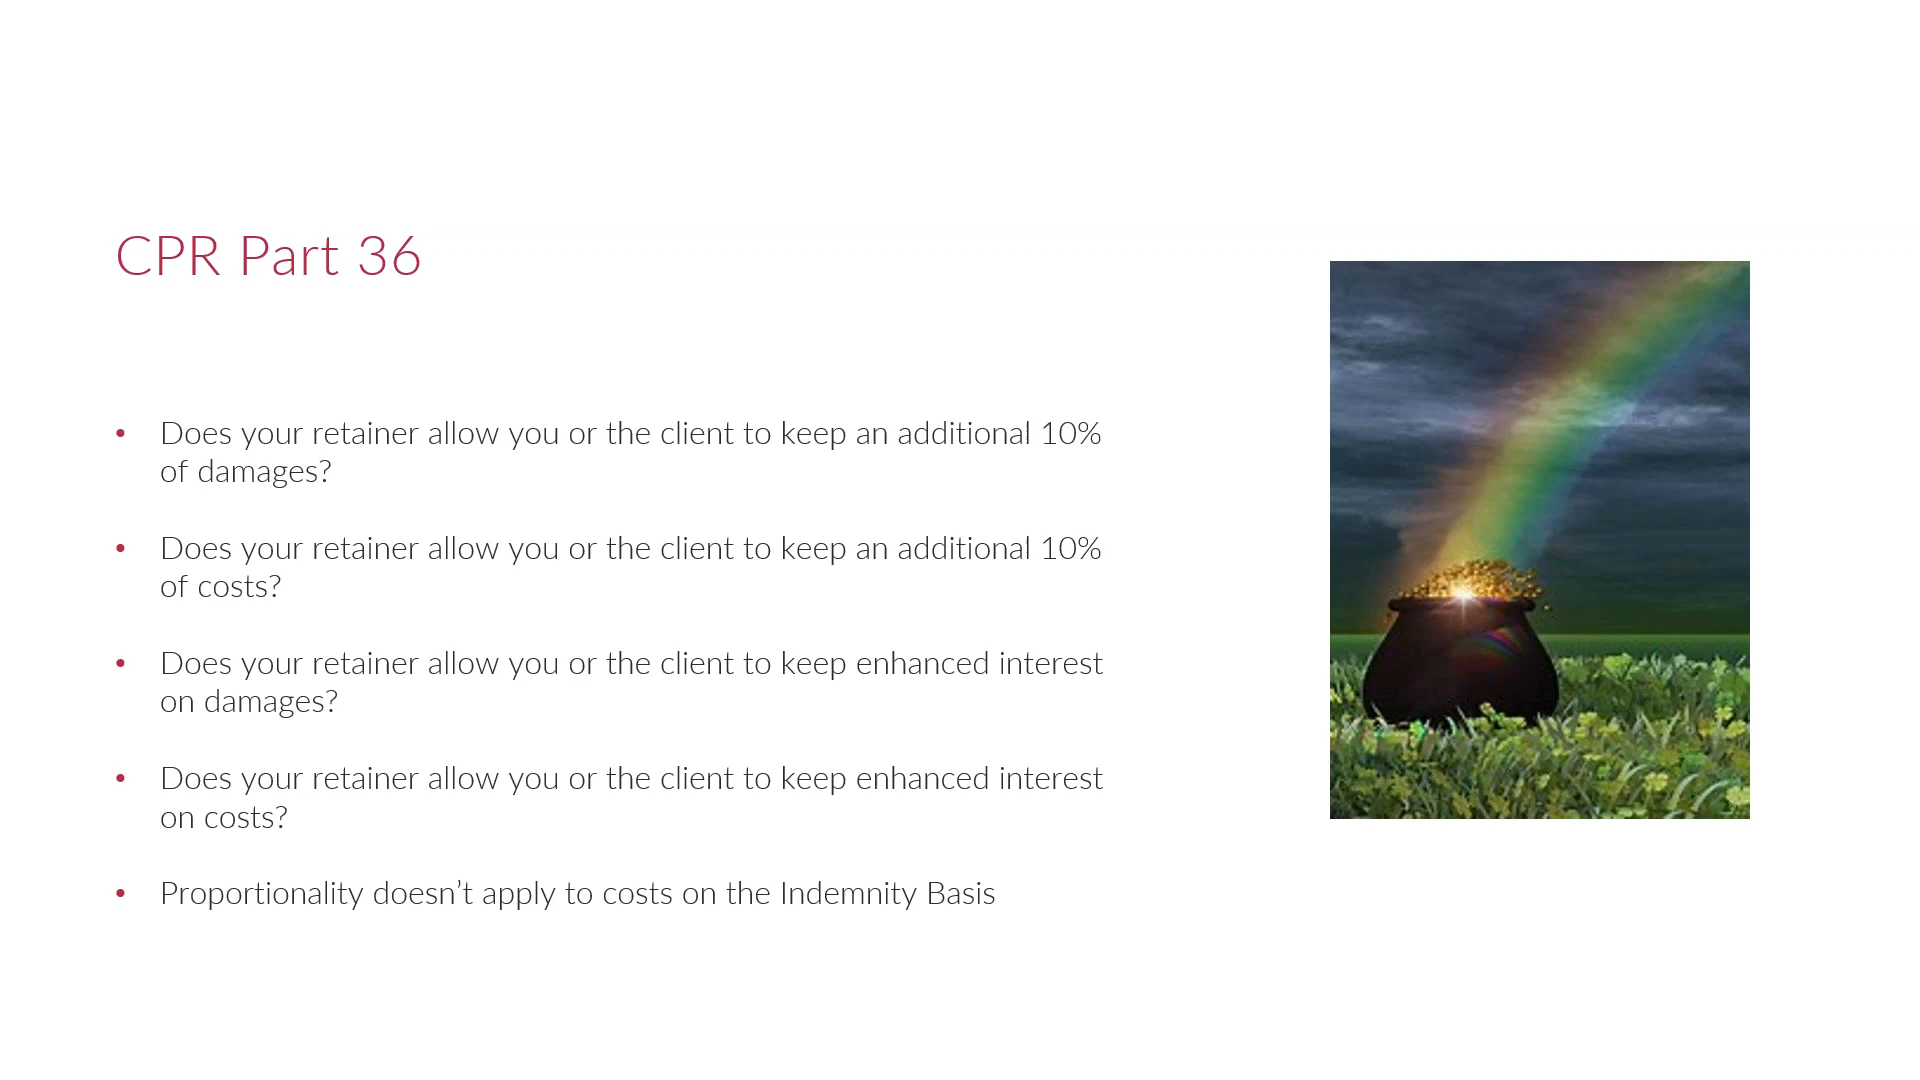 CPR Part 36
• Does your retainer allow you or the client to keep an additional 10%
of damages?
• Does your retainer allow you or the client to keep an additional 10%
of costs?
• Does your retainer allow you or the client to keep enhanced interest
on damages?
• Does your retainer allow you or the client to keep enhanced interest
on costs?
• Proportionality doesn’t apply to costs on the Indemnity Basis